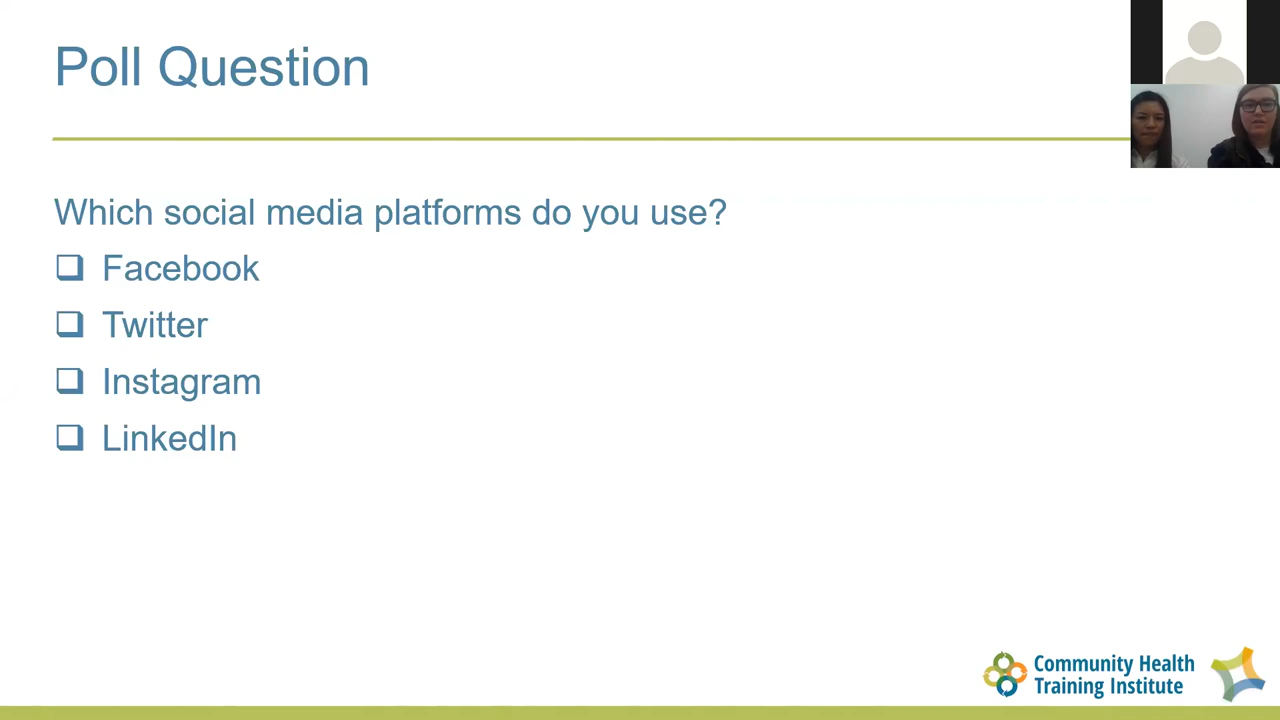 Poll Question
Which social media platforms do you use?
Facebook
Twitter
Instagram
LinkedIn
Community Health
Training Institute